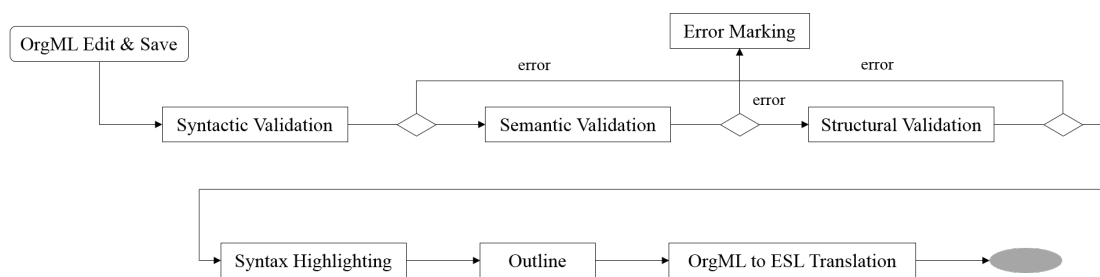 Error Marking
OrgML Edit & Save
error
error
error
Syntactic Validation
Semantic Validation
Structural Validation
Syntax Highlighting
Outline
OrgML to ESL Translation